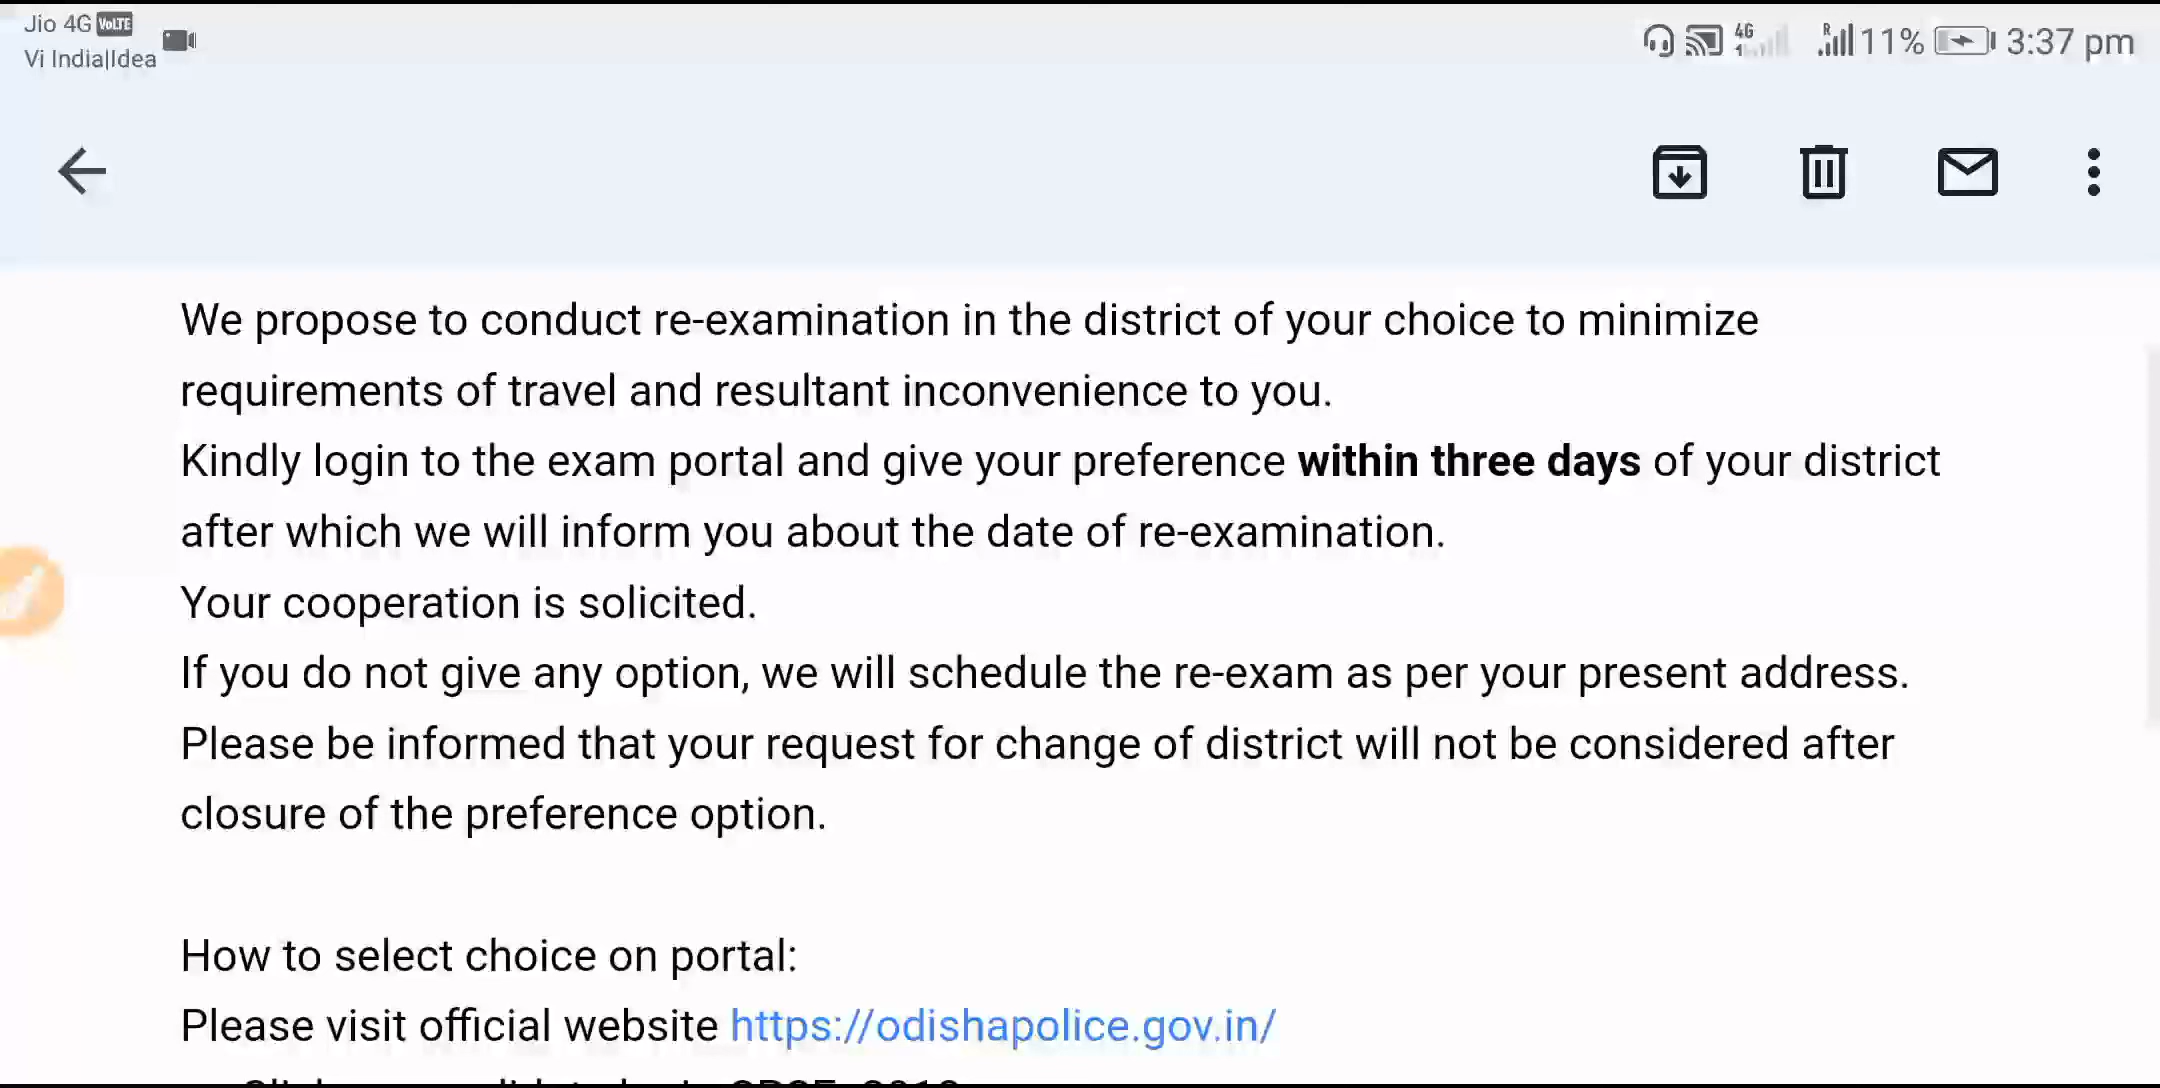 Jio 4G VoLTE
Vi India|Idea
4G R 11% 3:37 pm
We propose to conduct re-examination in the district of your choice to minimize
requirements of travel and resultant inconvenience to you.
Kindly login to the exam portal and give your preference within three days of your district
after which we will inform you about the date of re-examination.
Your cooperation is solicited.
If you do not give any option, we will schedule the re-exam as per your present address.
Please be informed that your request for change of district will not be considered after
closure of the preference option.
How to select choice on portal:
Please visit official website https://odishapolice.gov.in/